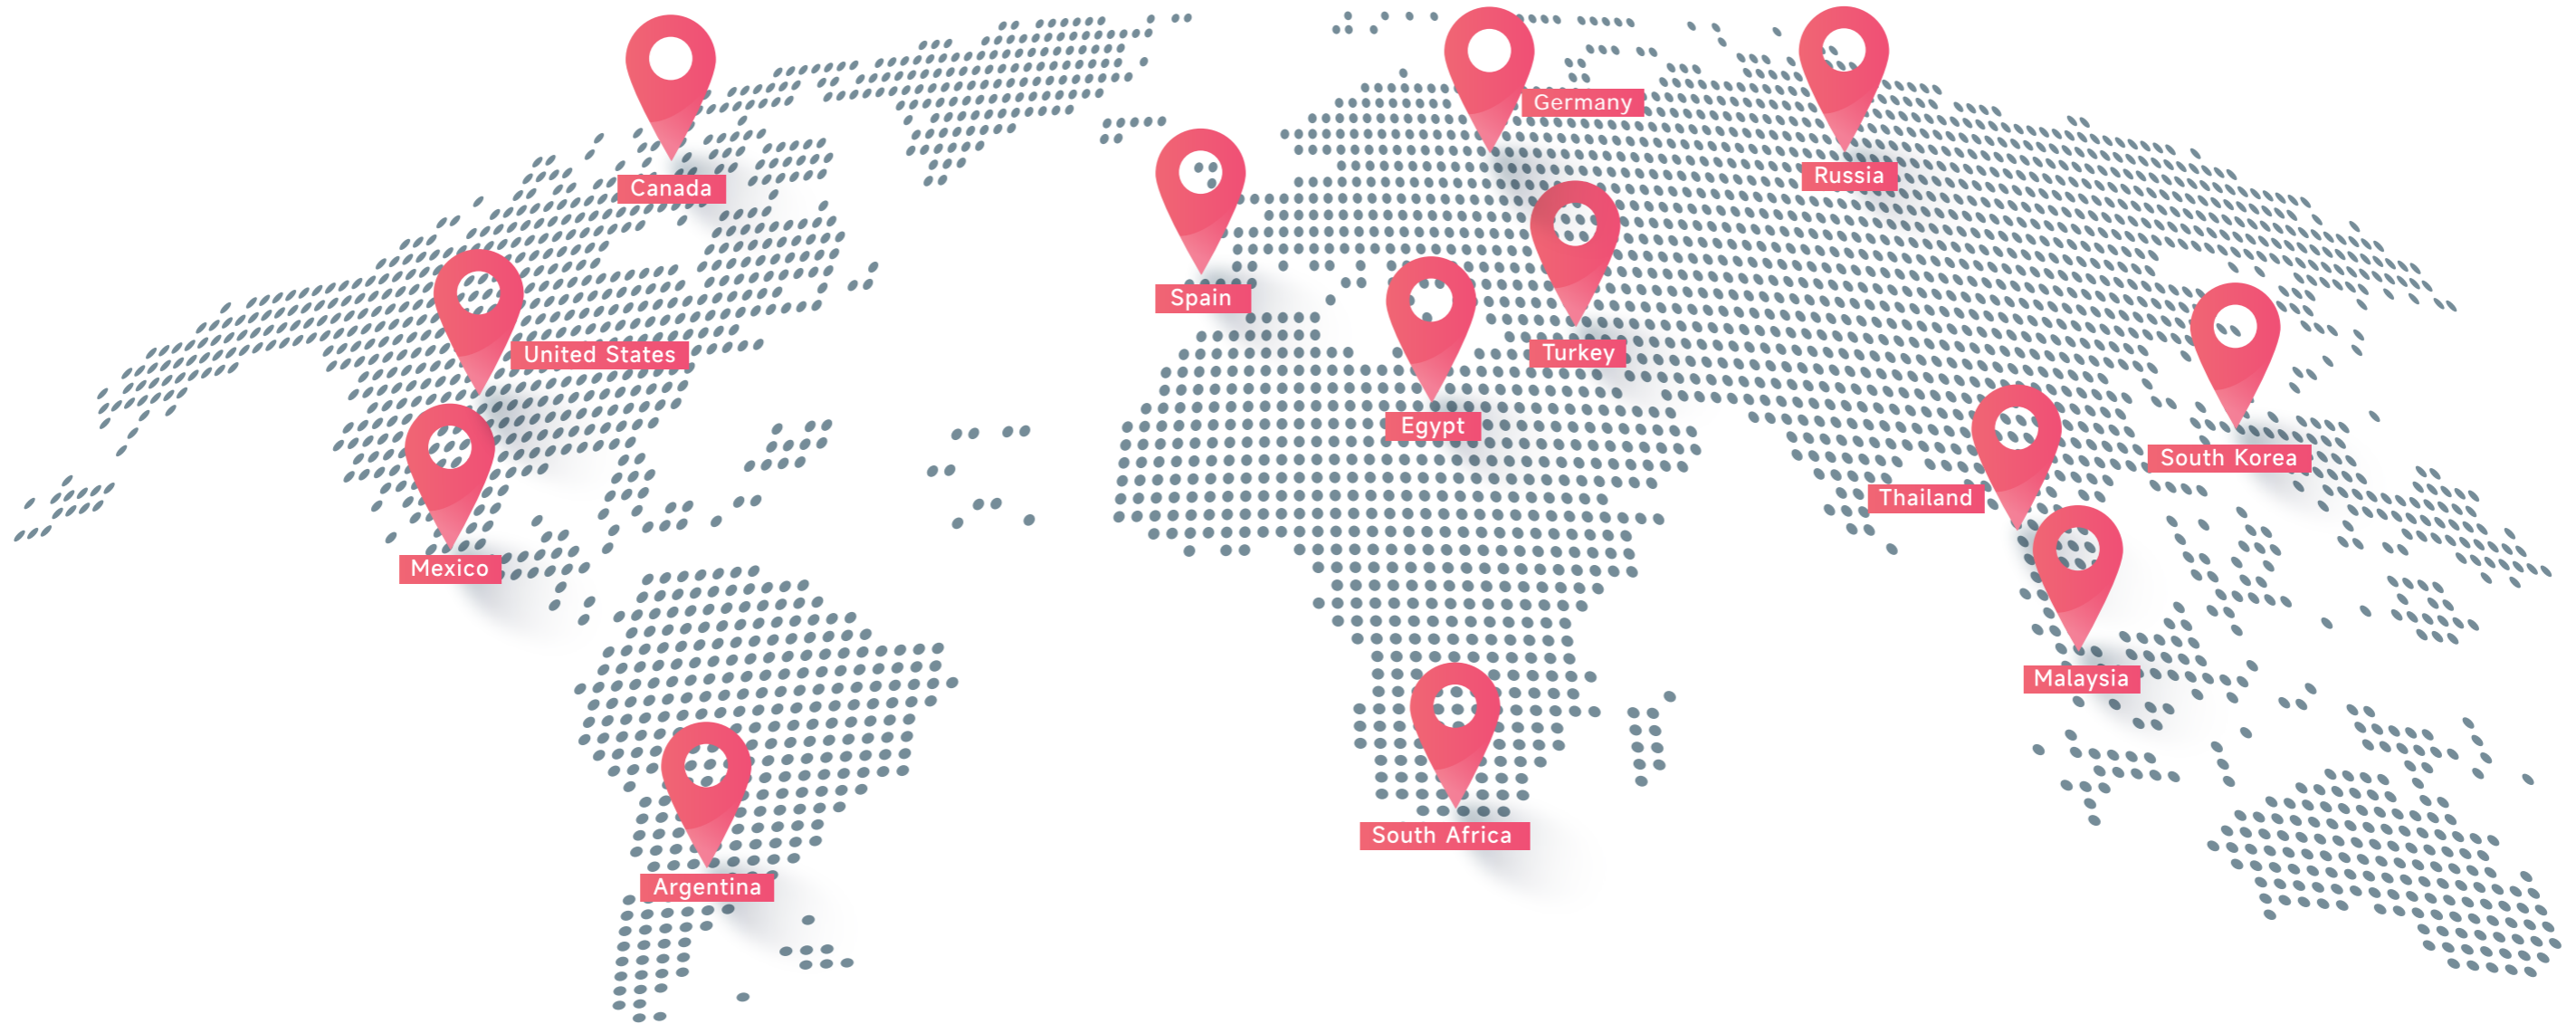 Canada
Germany
Russia
Spain
United States
Turkey
Egypt
South Korea
Thailand
Mexico
Malaysia
South Africa
Argentina